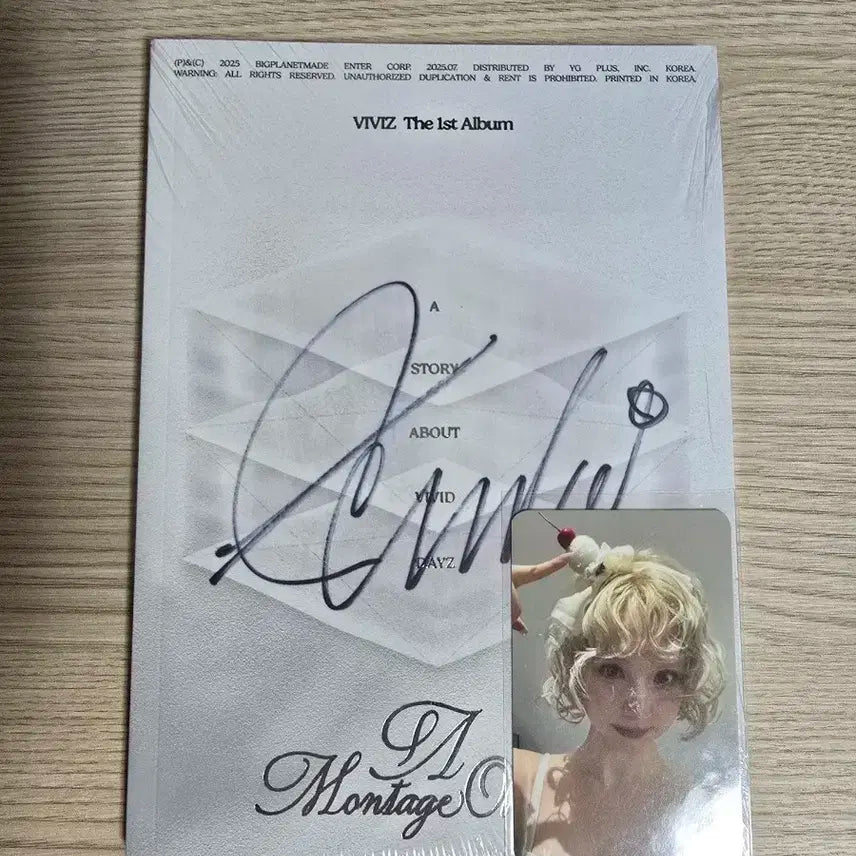 (P)&(C) 2025 BIGPLANETMADE ENTER CORP. 2025.07. DISTRIBUTED BY YG PLUS, INC. KOREA.
WARNING: ALL RIGHTS RESERVED. UNAUTHORIZED DUPLICATION & RENT IS PROHIBITED. PRINTED IN KOREA.
VIVIZ The 1st Album
A
STORY
ABOUT
VIVID
DAYZ
Montage